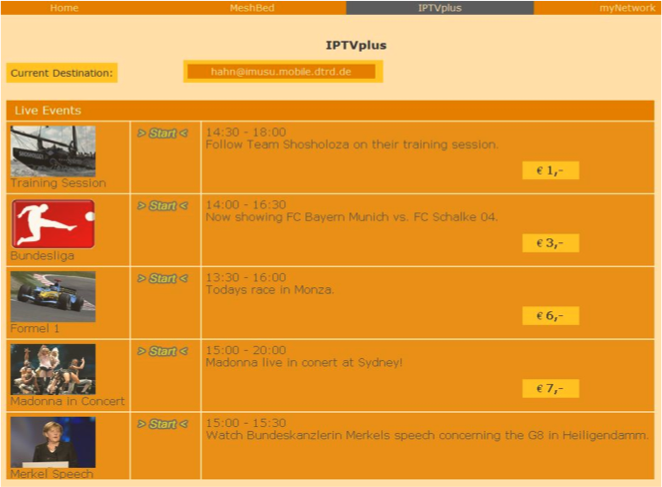 Home MeshBed IPTVplus myNetwork
IPTVplus
Current Destination: hahn@imusu.mobile.dtrd.de
Live Events
> Start < 14:30 - 18:00
Follow Team Shosholoza on their training session.
€ 1,-
Training Session
> Start < 14:00 - 16:30
Now showing FC Bayern Munich vs. FC Schalke 04.
€ 3,-
Bundesliga
> Start < 13:30 - 16:00
Todays race in Monza.
€ 6,-
Formel 1
> Start < 15:00 - 20:00
Madonna live in conert at Sydney!
€ 7,-
Madonna in Concert
> Start < 15:00 - 15:30
Watch Bundeskanzlerin Merkels speech concerning the G8 in Heiligendamm.
Merkel Speech